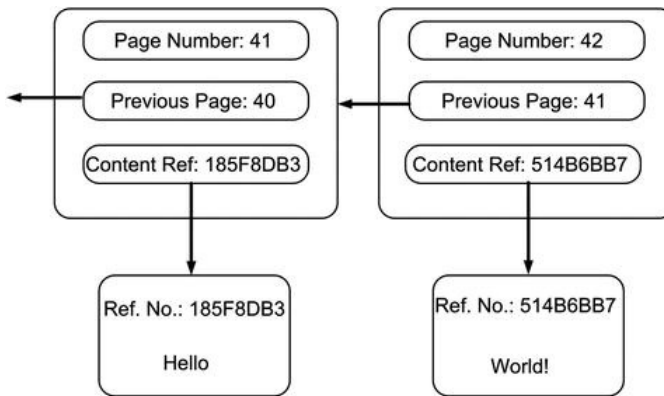 Page Number: 41
Previous Page: 40
Content Ref: 185F8DB3
Page Number: 42
Previous Page: 41
Content Ref: 514B6BB7
Ref. No.: 185F8DB3
Hello
Ref. No.: 514B6BB7
World!